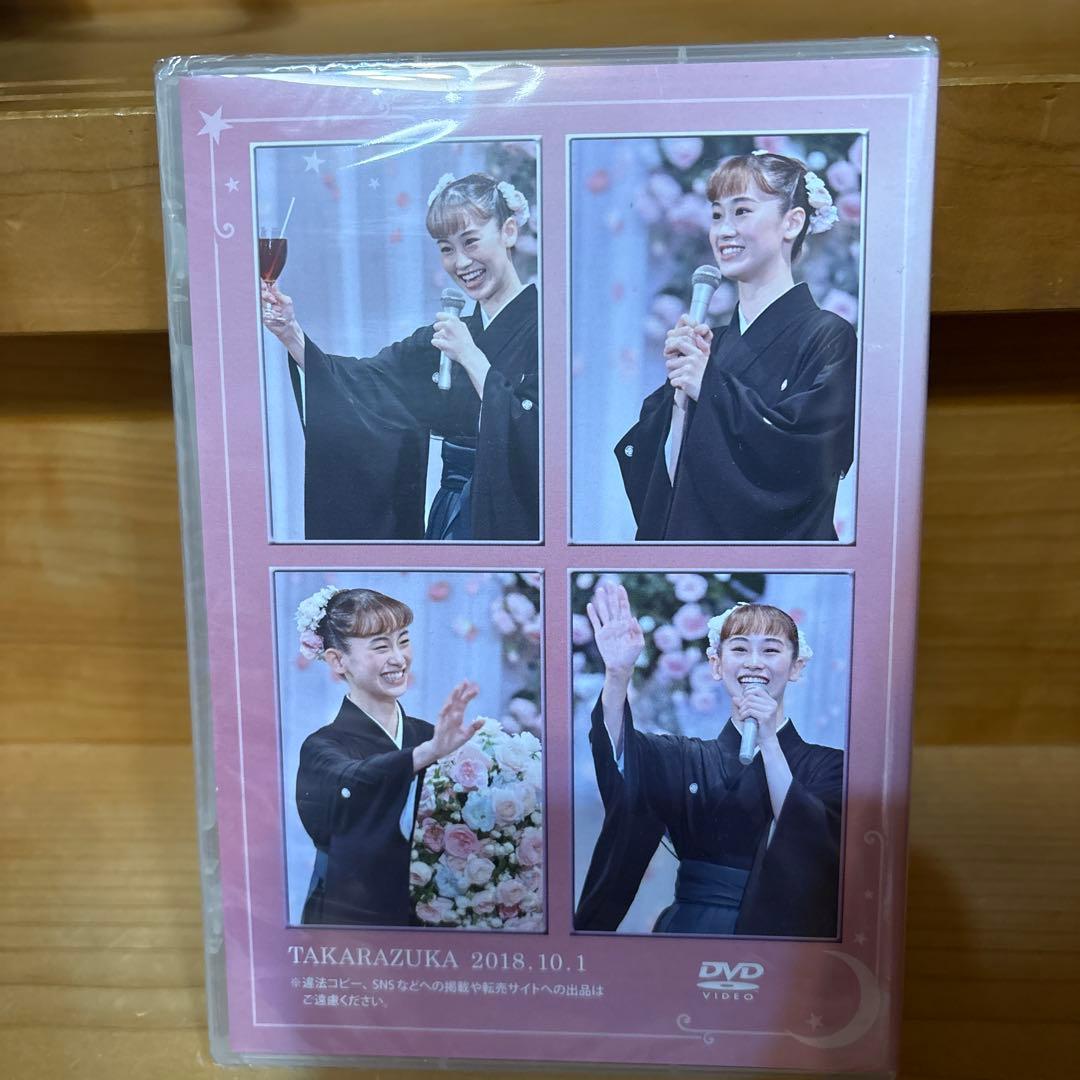 TAKARAZUKA 2018.10.1
※違法コピー、SNSなどへの掲載や転売サイトへの出品は
ご遠慮ください。
DVD
VIDEO